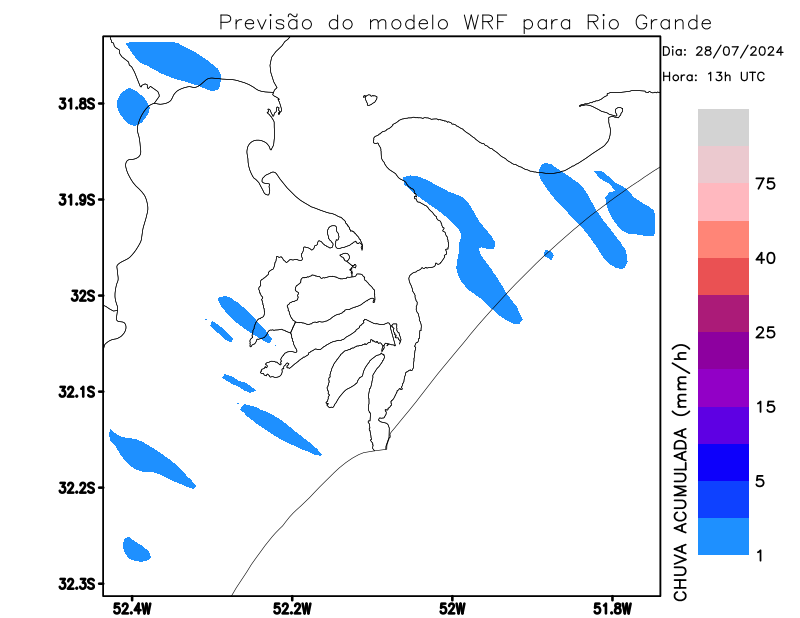 Previsão do modelo WRF para Rio Grande
Dia: 28/07/2024
Hora: 13h UTC
31.8S
31.9S
32S
32.1S
32.2S
32.3S
52.4W
52.2W
52W
51.8W
75
40
25
15
5
1
CHUVA ACUMULADA (mm/h)